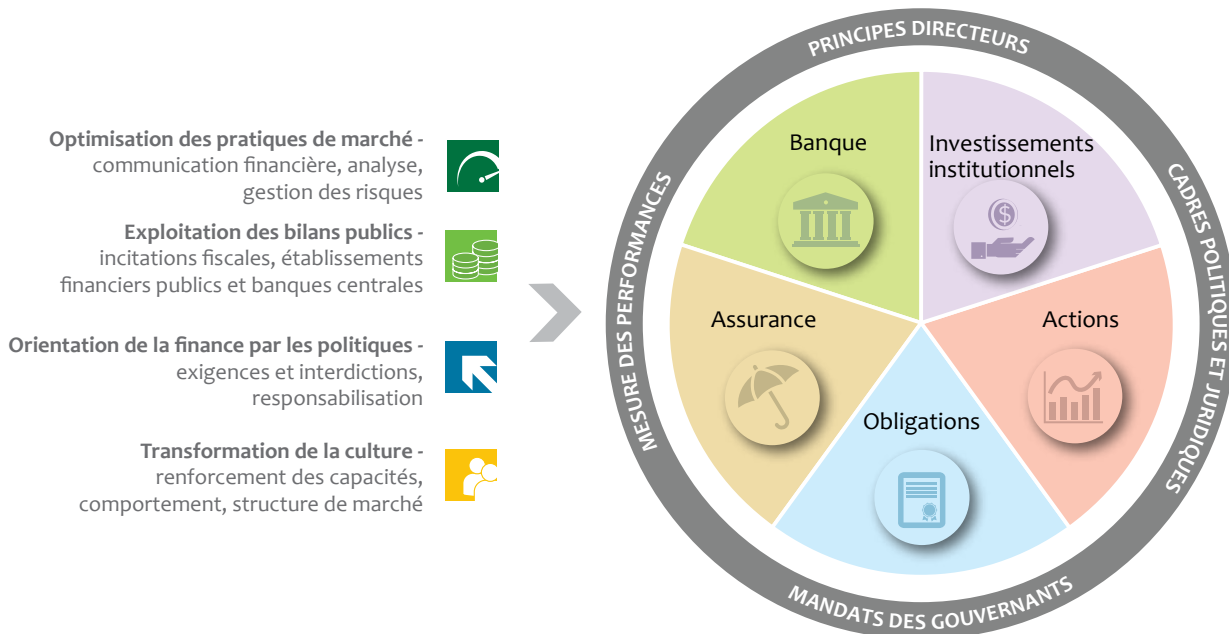 Optimisation des pratiques de marché -
communication financière, analyse,
gestion des risques
Exploitation des bilans publics -
incitations fiscales, établissements
financiers publics et banques centrales
Orientation de la finance par les politiques -
exigences et interdictions,
responsabilisation
Transformation de la culture -
renforcement des capacités,
comportement, structure de marché
PRINCIPES DIRECTEURS
CADRES POLITIQUES ET JURIDIQUES
MANDATS DES GOUVERNANTS
MESURE DES PERFORMANCES
Banque
Investissements
institutionnels
$
Assurance
Actions
Obligations